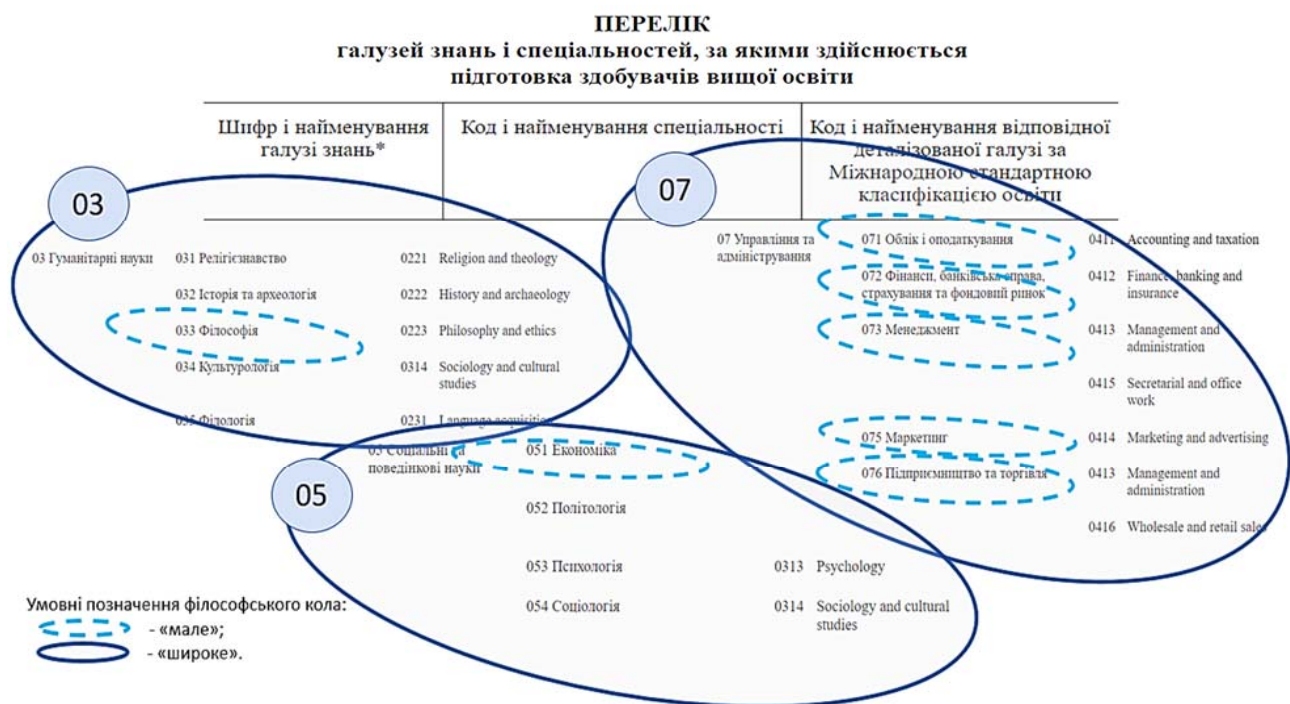 ПЕРЕЛІК
галузей знань і спеціальностей, за якими здійснюється
підготовка здобувачів вищої освіти
Шифр і найменування
галузі знань*
Код і найменування спеціальності
Код і найменування відповідної
деталізованої галузі за
Міжнародною стандартною
класифікацією освіти
03
03 Гуманітарні науки
031 Релігієзнавство
0221 Religion and theology
032 Історія та археологія
0222 History and archaeology
033 Філософія
0223 Philosophy and ethics
034 Культурологія
0314 Sociology and cultural
studies
035 Філологія
0231 Language acquisition
07
07 Управління та
адміністрування
071 Облік і оподаткування
0411 Accounting and taxation
072 Фінанси, банківська справа,
страхування та фондовий ринок
0412 Finance, banking and
insurance
073 Менеджмент
0413 Management and
administration
0415 Secretarial and office
work
075 Маркетинг
0414 Marketing and advertising
076 Підприємництво та торгівля
0413 Management and
administration
0416 Wholesale and retail sales
05
05 Соціальні та
поведінкові науки
051 Економіка
052 Політологія
053 Психологія
0313 Psychology
054 Соціологія
0314 Sociology and cultural
studies
Умовні позначення філософського кола:
- «мале»;
- «широке».